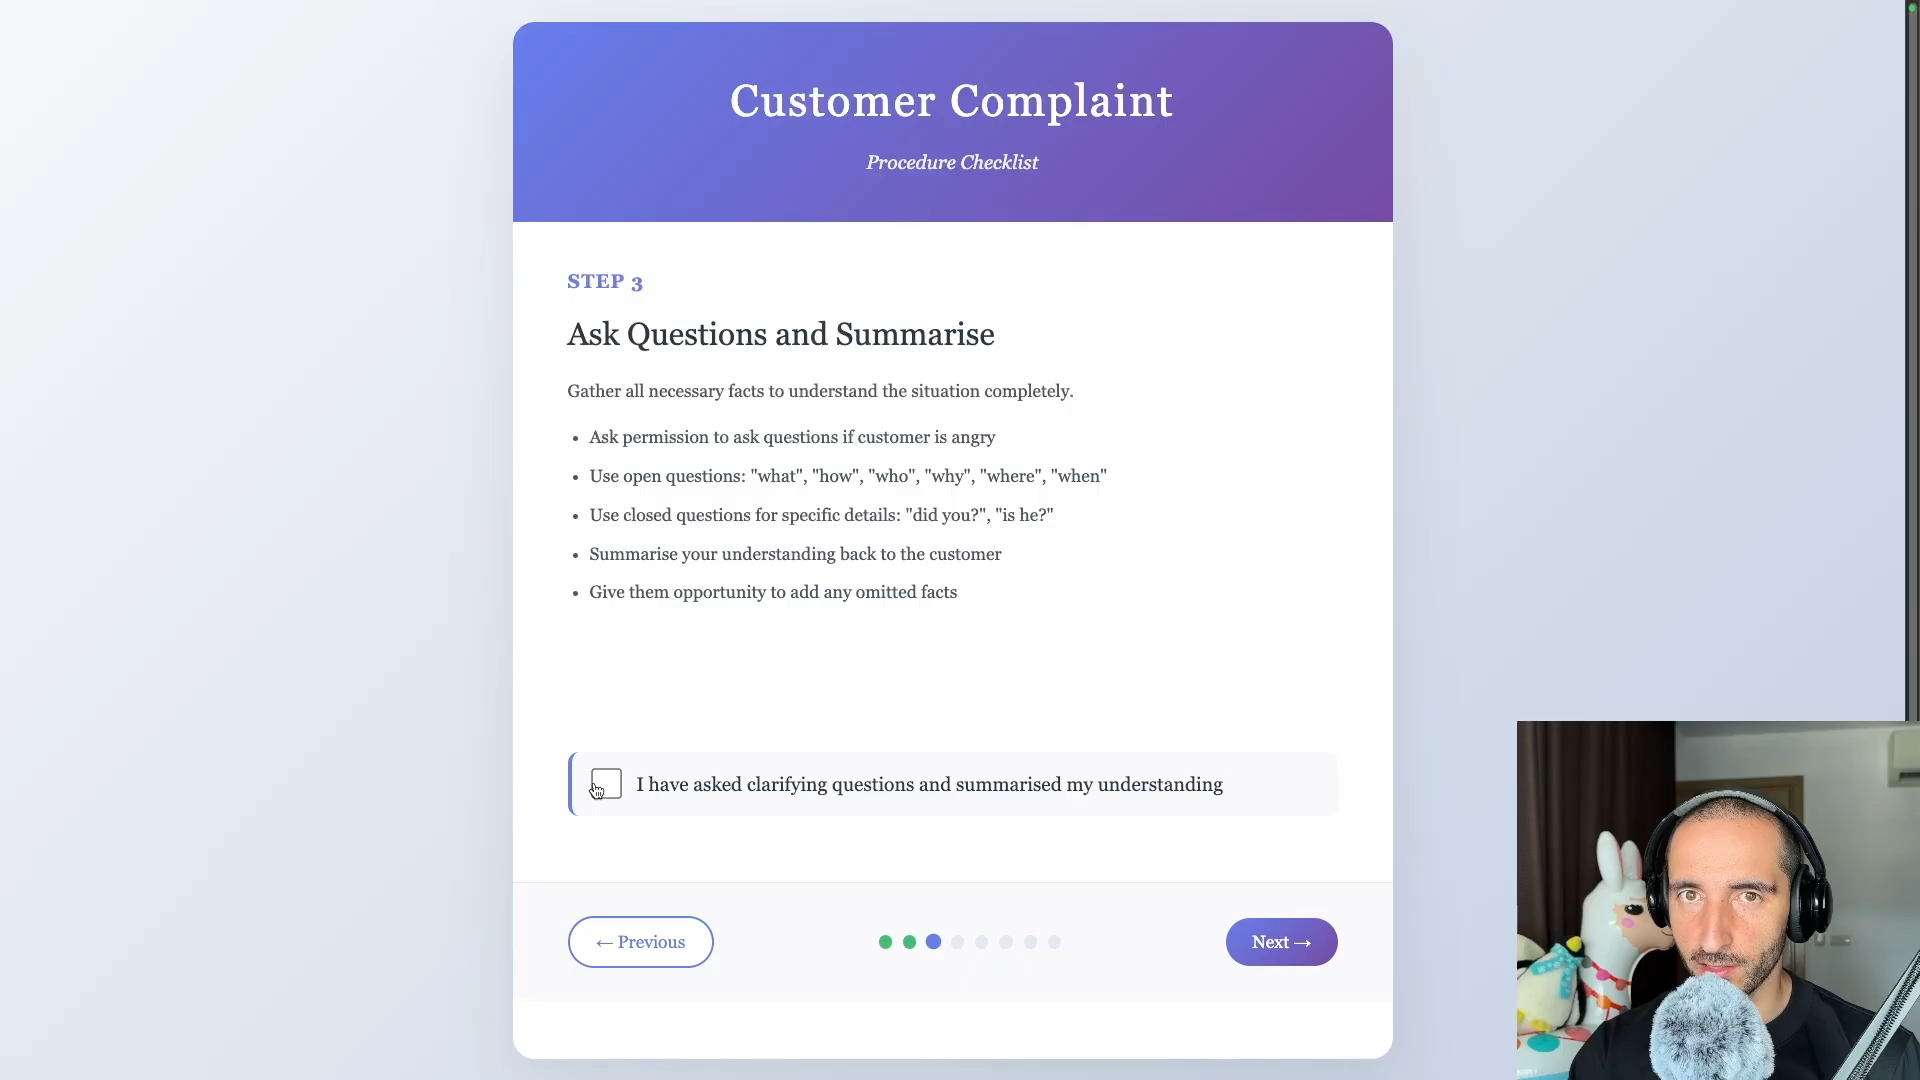 Customer Complaint
Procedure Checklist
STEP 3
Ask Questions and Summarise
Gather all necessary facts to understand the situation completely.
• Ask permission to ask questions if customer is angry
• Use open questions: "what", "how", "who", "why", "where", "when"
• Use closed questions for specific details: "did you?", "is he?"
• Summarise your understanding back to the customer
• Give them opportunity to add any omitted facts
I have asked clarifying questions and summarised my understanding
← Previous
Next →